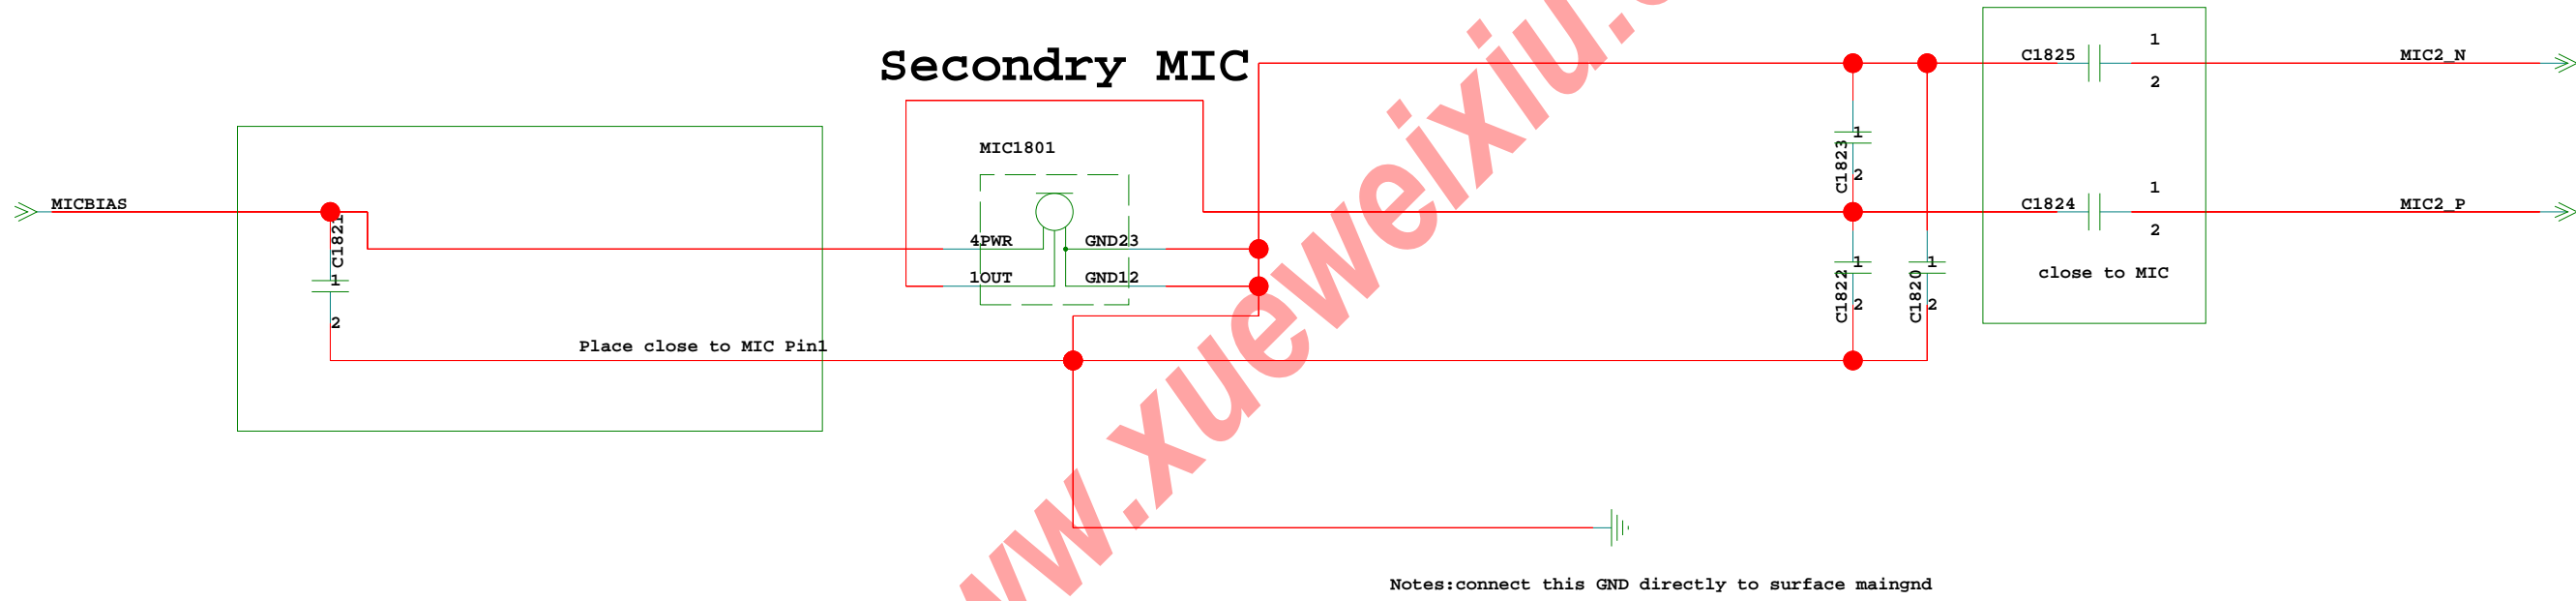 Secondry MIC
C1825
1
2
MIC2_N
MICBIAS
C1821
1
2
MIC1801
4PWR
GND23
1OUT
GND12
C1823
1
2
C1824
1
2
MIC2_P
C1822
1
2
C1820
1
2
close to MIC
Place close to MIC Pin1
Notes:connect this GND directly to surface maingnd
w.xueweixiu.